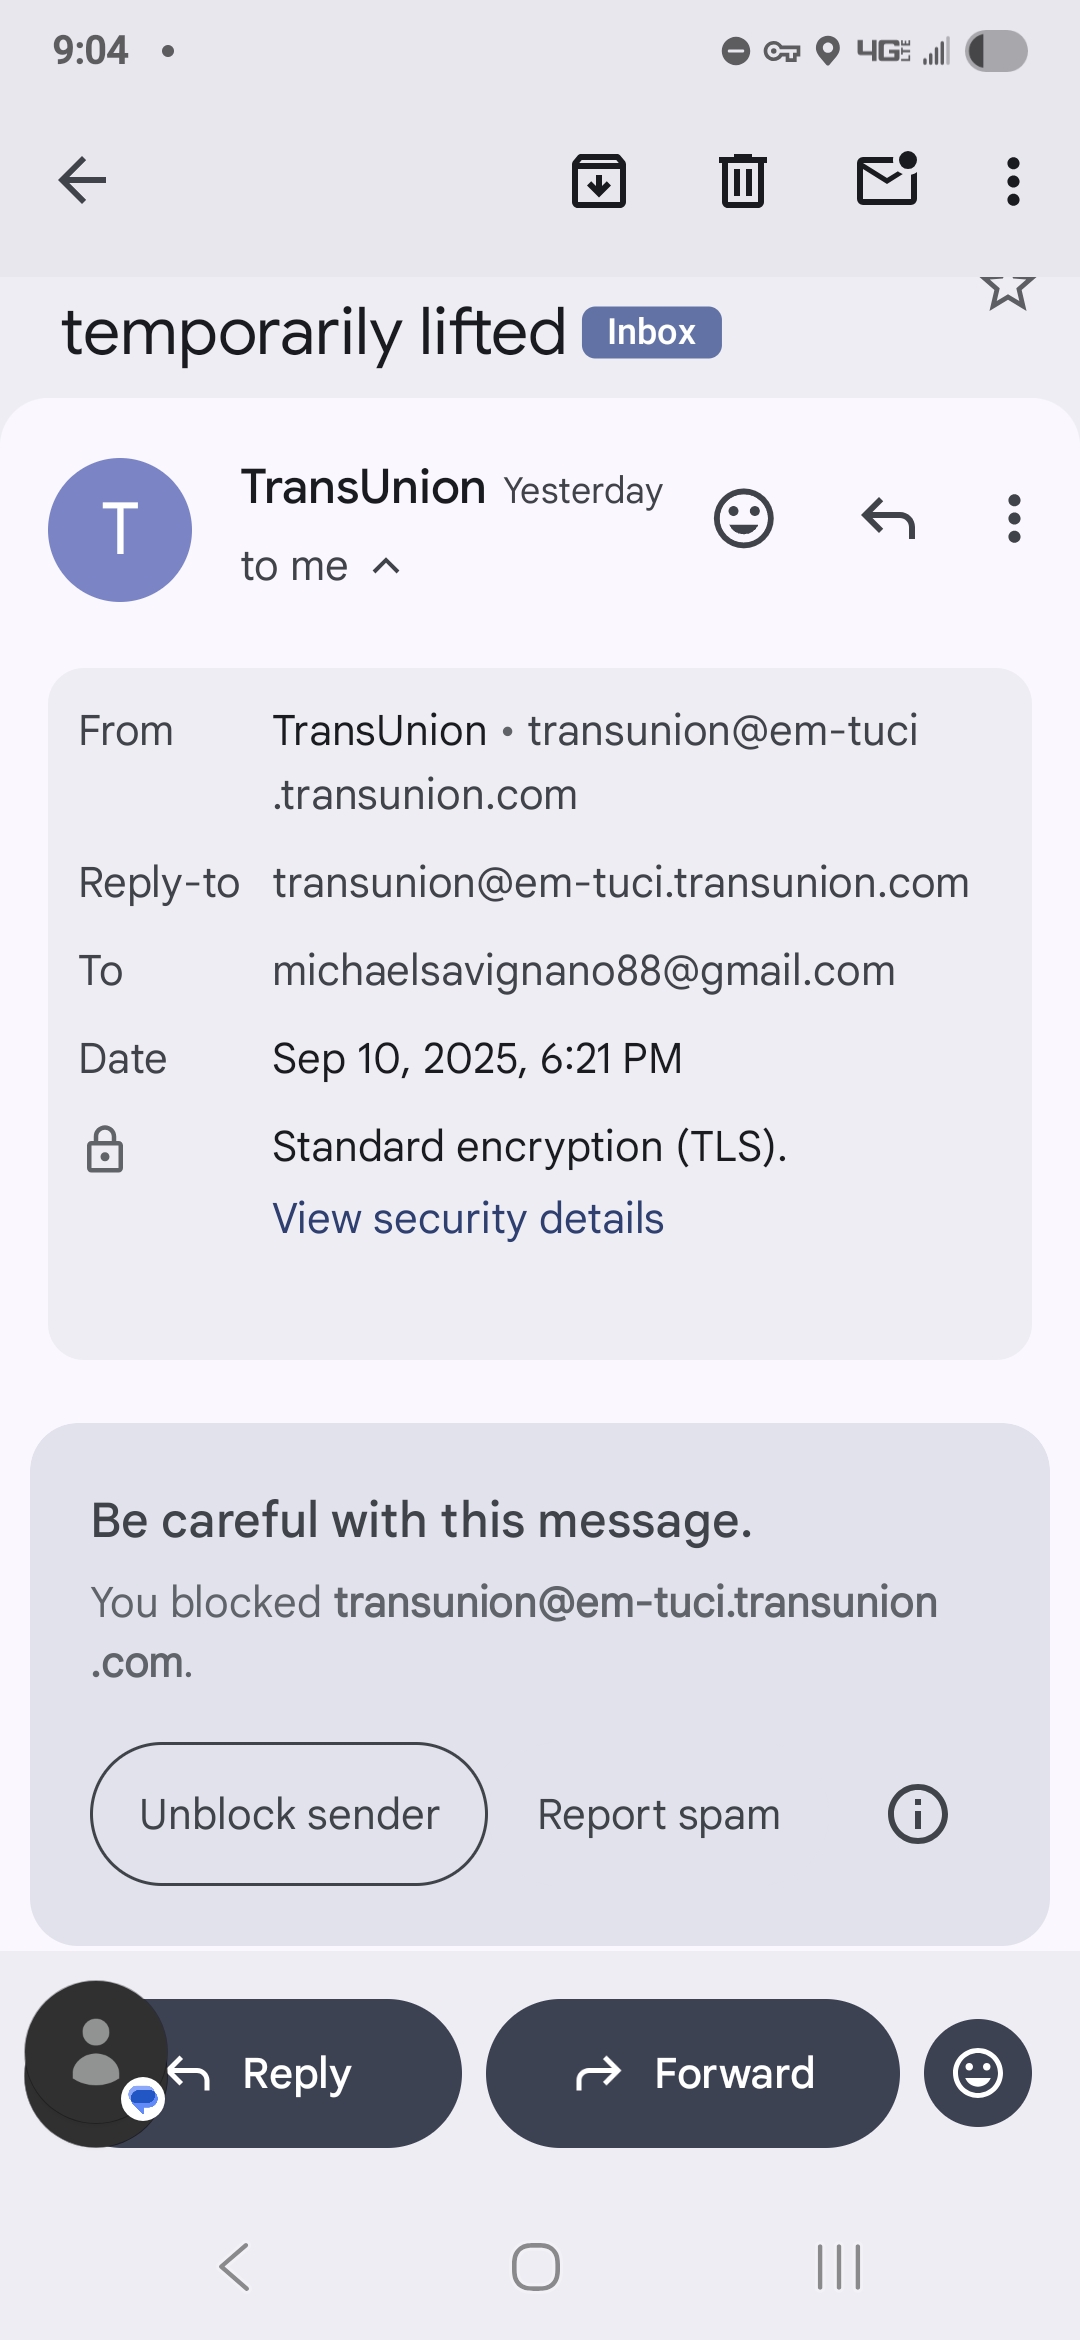 9:04
4G LTE
temporarily lifted Inbox
T
TransUnion Yesterday
to me
From TransUnion • transunion@em-tuci
.transunion.com
Reply-to transunion@em-tuci.transunion.com
To michaelsavignano88@gmail.com
Date Sep 10, 2025, 6:21 PM
Standard encryption (TLS).
View security details
Be careful with this message.
You blocked transunion@em-tuci.transunion
.com.
Unblock sender Report spam
Reply Forward